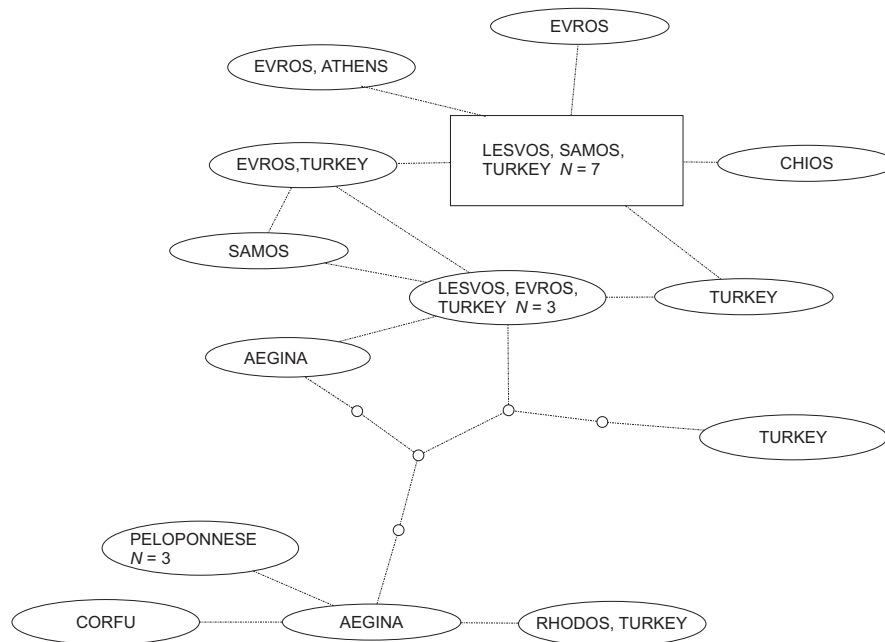 EVROS
EVROS, ATHENS
LESVOS, SAMOS,
TURKEY N = 7
EVROS,TURKEY
CHIOS
SAMOS
LESVOS, EVROS,
TURKEY N = 3
TURKEY
AEGINA
TURKEY
PELOPONNESE
N = 3
CORFU
AEGINA
RHODOS, TURKEY